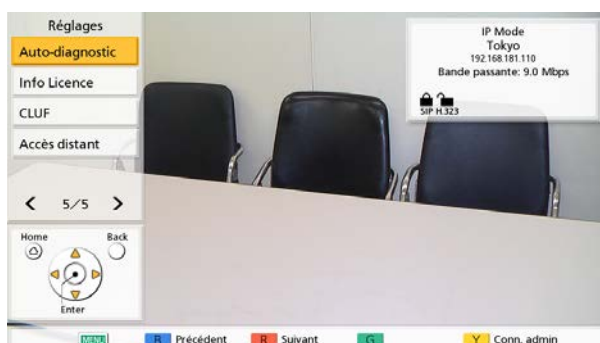 Réglages
Auto-diagnostic
Info Licence
CLUF
Accès distant
5/5
Home
Back
Enter
IP Mode
Tokyo
192.168.181.110
Bande passante: 9.0 Mbps
SIP H.323
MENU
B Précédent
R Suivant
G
Y Conn. admin